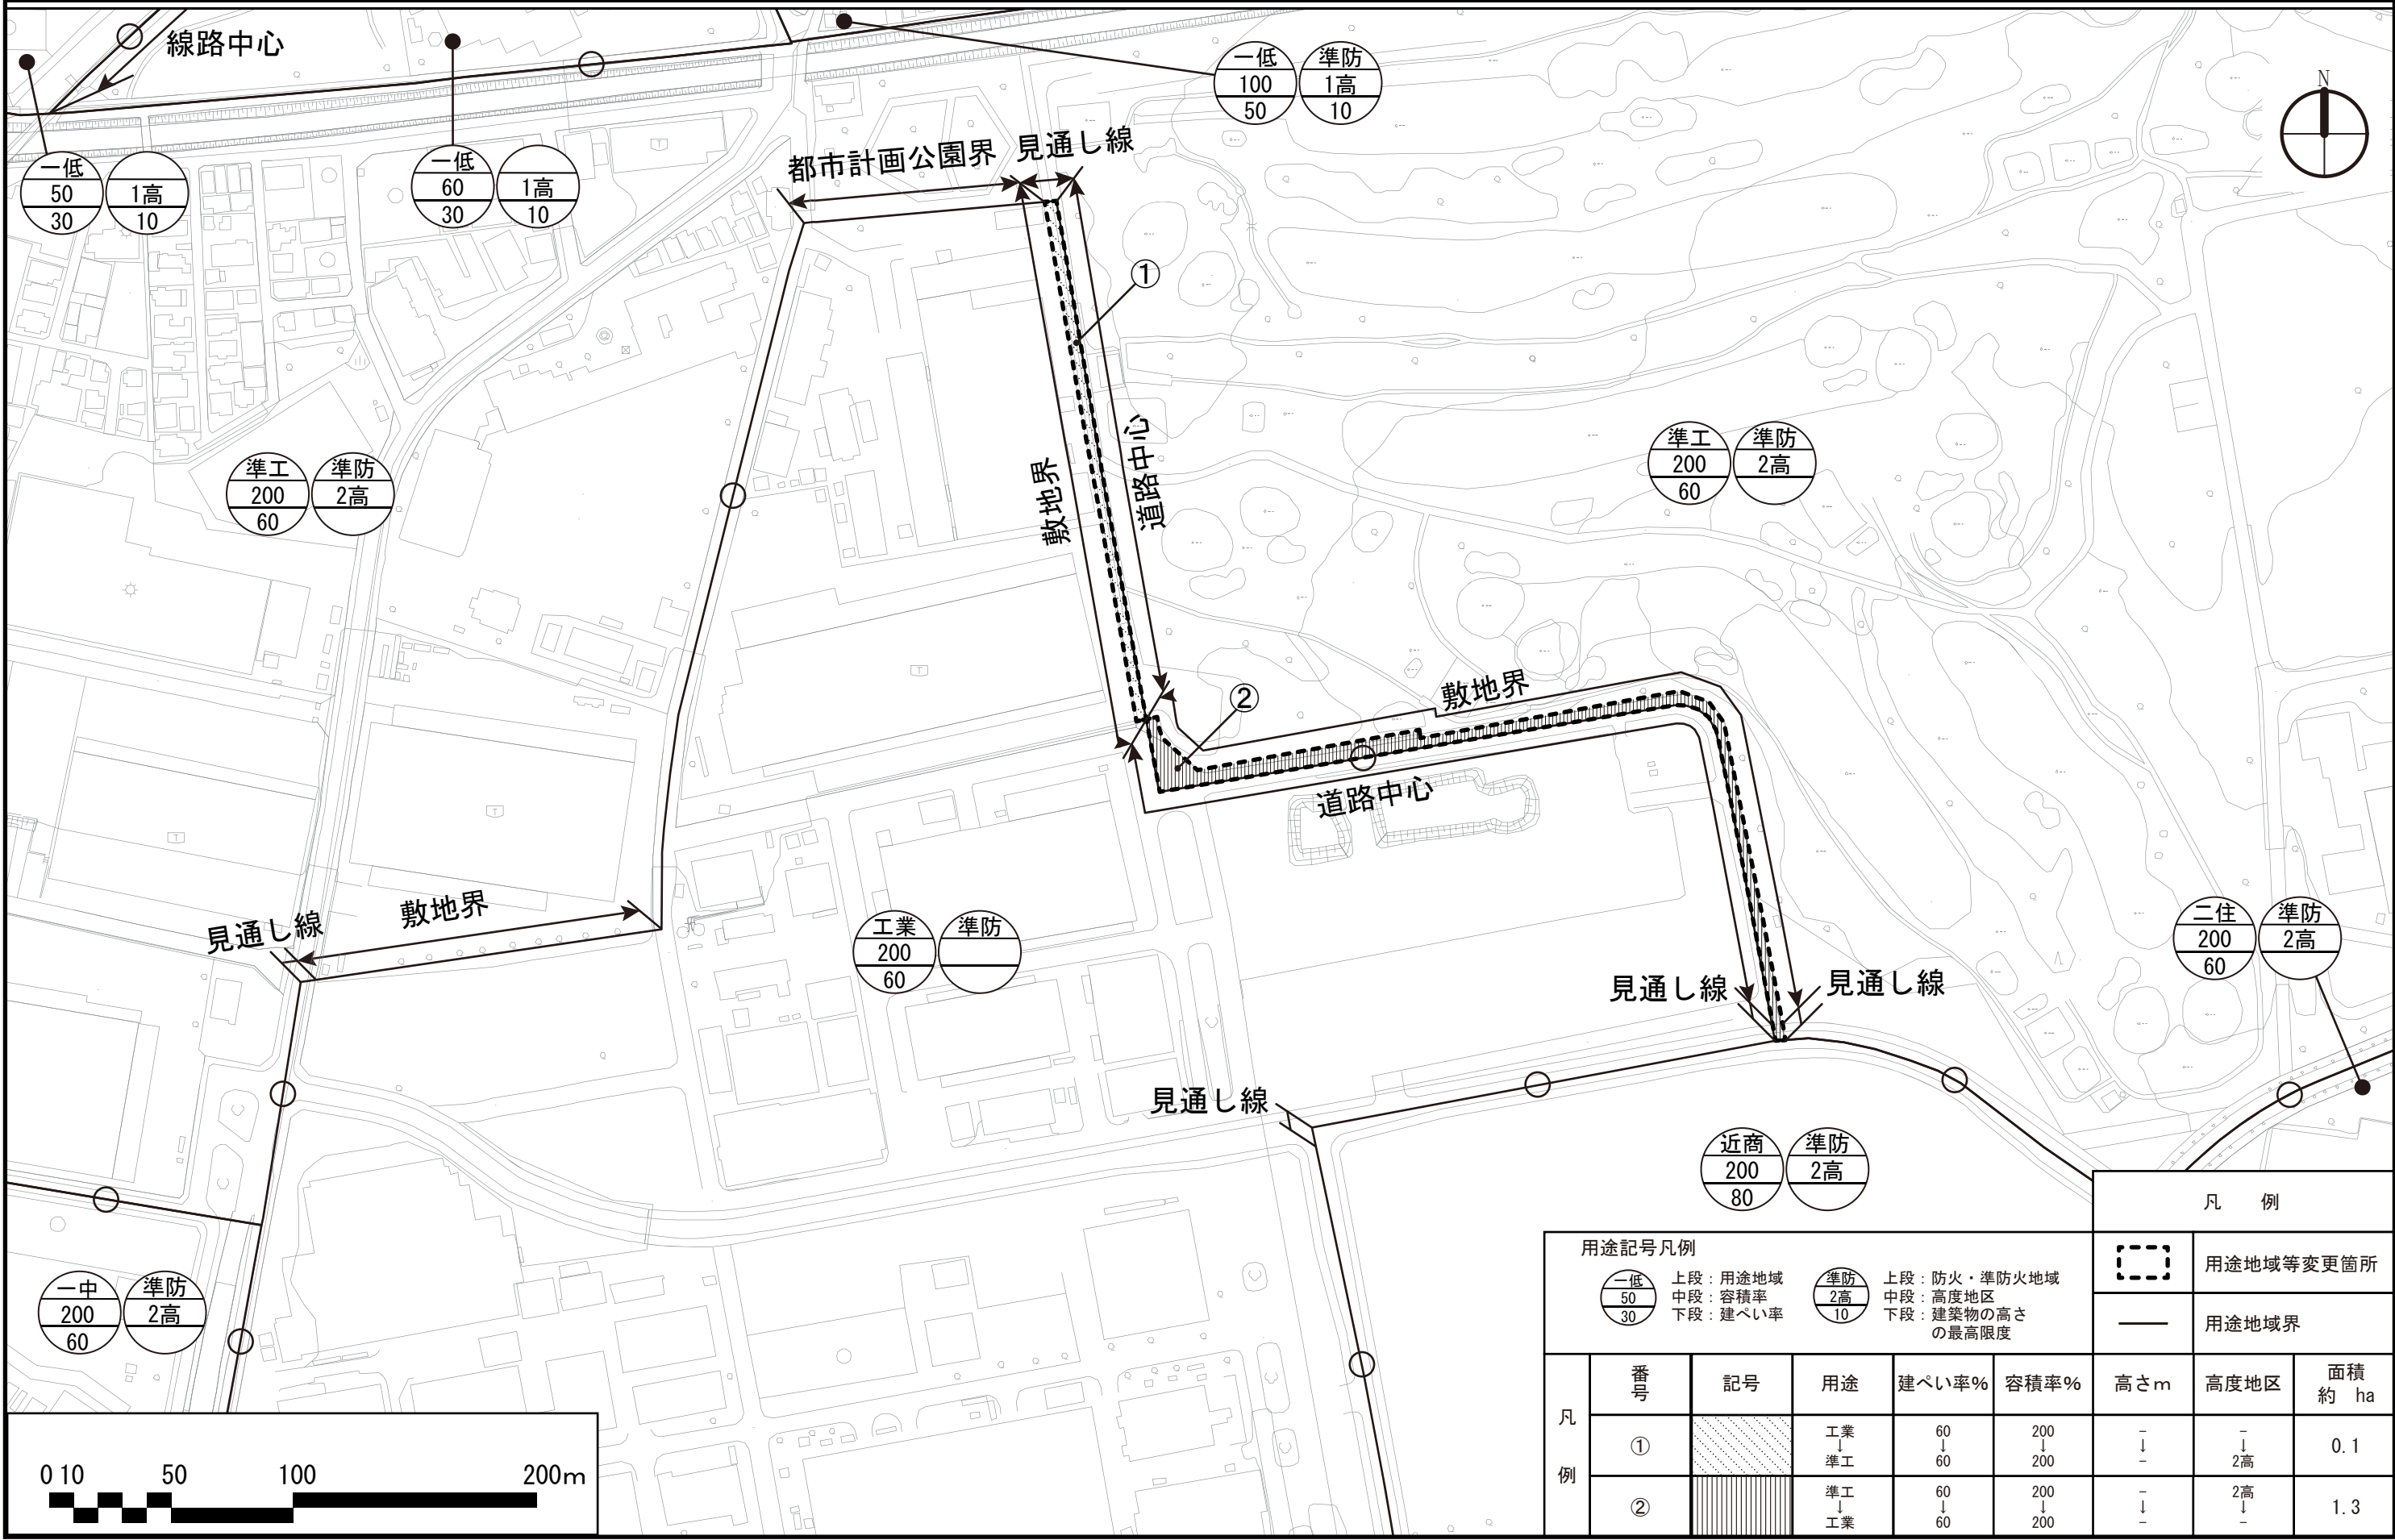 線路中心
一低
100
50
準防
1高
10
N
一低
50
30
1高
10
一低
60
30
1高
10
都市計画公園界
見通し線
①
道路中心
敷地界
準工
200
60
準防
2高
準工
200
60
準防
2高
②
敷地界
道路中心
見通し線
敷地界
工業
200
60
準防
見通し線
見通し線
二住
200
60
準防
2高
見通し線
近商
200
80
準防
2高
一中
200
60
準防
2高
0 10 50 100 200m
凡 例
用途地域等変更箇所
用途地域界
用途記号凡例
一低
50
30
上段：用途地域
中段：容積率
下段：建ぺい率
準防
2高
10
上段：防火・準防火地域
中段：高度地区
下段：建築物の高さ
の最高限度
凡例
番号 記号 用途 建ぺい率% 容積率% 高さm 高度地区 面積 約 ha
① 工業↓準工 60↓60 200↓200 -↓- -↓2高 0.1
② 準工↓工業 60↓60 200↓200 -↓- 2高↓- 1.3